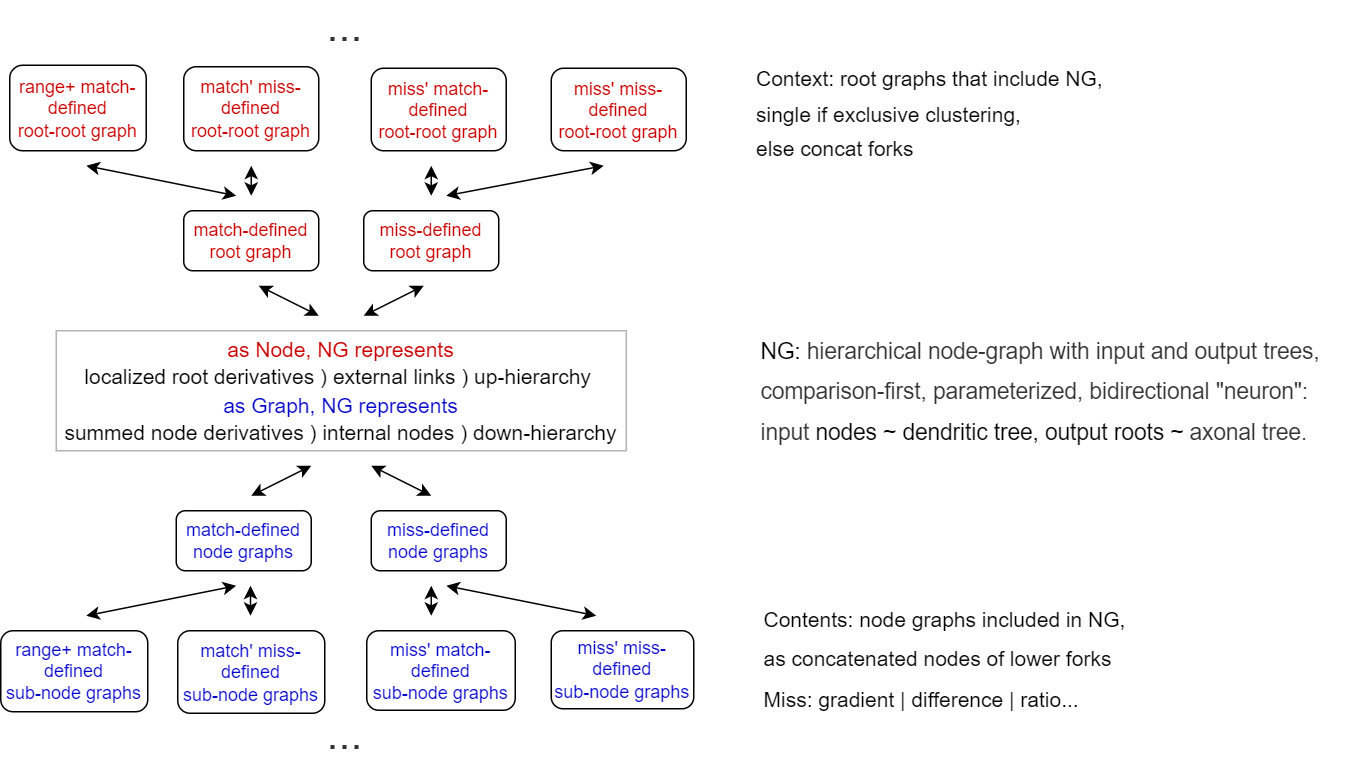 ...
range+ match-
defined
root-root graph
match' miss-
defined
root-root graph
miss' match-
defined
root-root graph
miss' miss-
defined
root-root graph
Context: root graphs that include NG,
single if exclusive clustering,
else concat forks
match-defined
root graph
miss-defined
root graph
as Node, NG represents
localized root derivatives ) external links ) up-hierarchy
as Graph, NG represents
summed node derivatives ) internal nodes ) down-hierarchy
NG: hierarchical node-graph with input and output trees,
comparison-first, parameterized, bidirectional "neuron":
input nodes ~ dendritic tree, output roots ~ axonal tree.
match-defined
node graphs
miss-defined
node graphs
range+ match-
defined
sub-node graphs
match' miss-
defined
sub-node graphs
miss' match-
defined
sub-node graphs
miss' miss-
defined
sub-node graphs
Contents: node graphs included in NG,
as concatenated nodes of lower forks
Miss: gradient | difference | ratio...
...